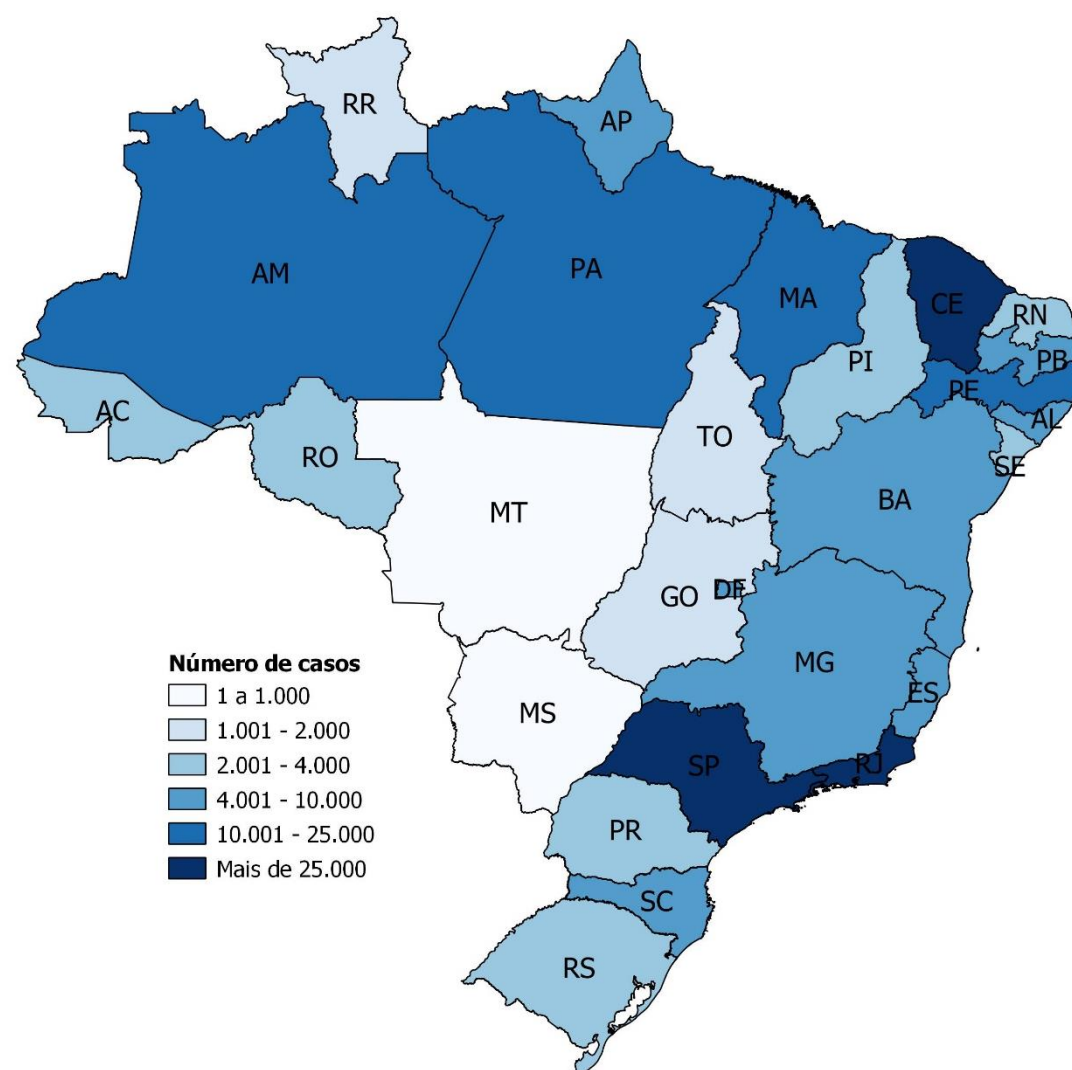 RR
AP
AM
PA
MA
CE
RN
PB
PI
PE
AL
AC
SE
TO
RO
BA
MT
DF
GO
MG
Número de casos
1 a 1.000
1.001 - 2.000
2.001 - 4.000
4.001 - 10.000
10.001 - 25.000
Mais de 25.000
ES
MS
SP
RJ
PR
SC
RS